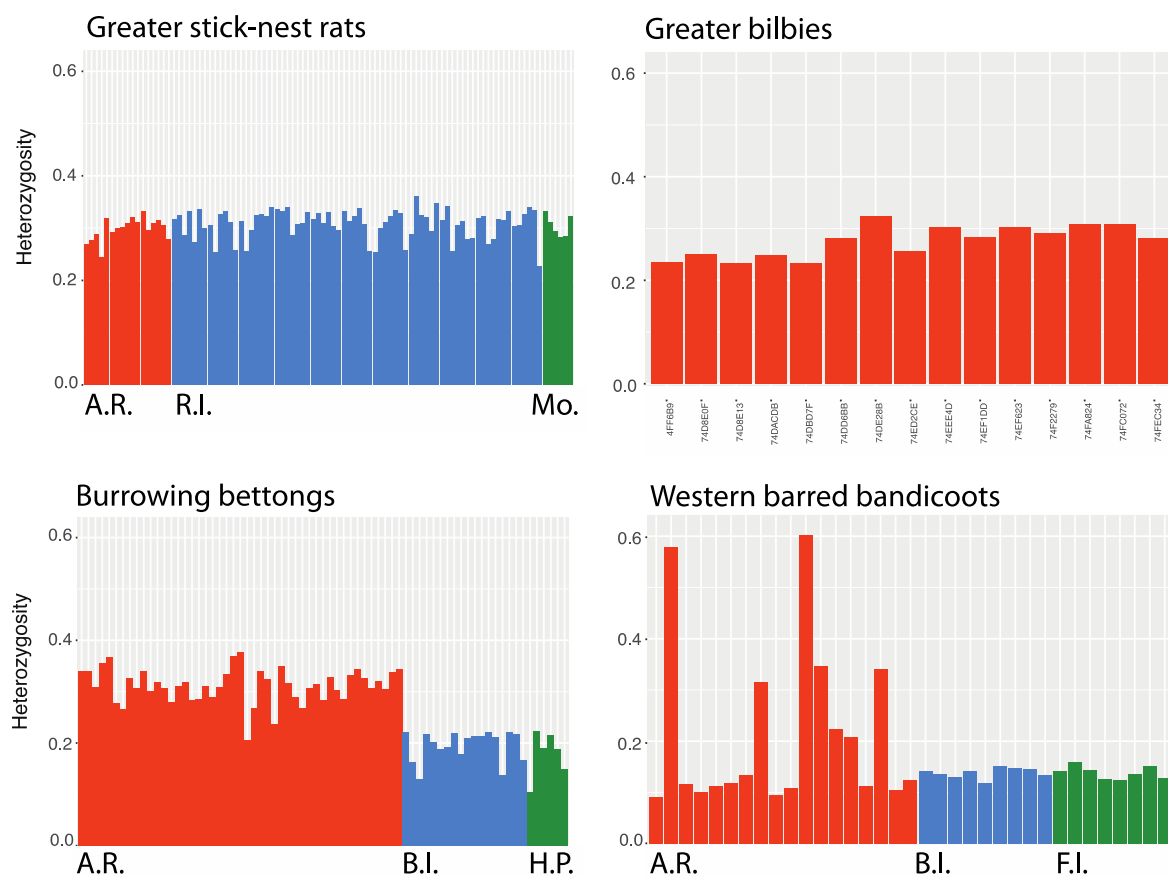 Greater stick-nest rats
Heterozygosity
0.6
0.4
0.2
0.0
A.R. R.I. Mo.
Greater bilbies
0.6
0.4
0.2
0.0
4FF6B9*
74D8E0F*
74D8E13*
74DACDB*
74DBD7F*
74DD6BB*
74DE28B*
74ED2CE*
74EEE4D*
74EF1DD*
74EF623*
74F2279*
74FA824*
74FC072*
74FEC34*
Burrowing bettongs
Heterozygosity
0.6
0.4
0.2
0.0
A.R. B.I. H.P.
Western barred bandicoots
0.6
0.4
0.2
0.0
A.R. B.I. F.I.